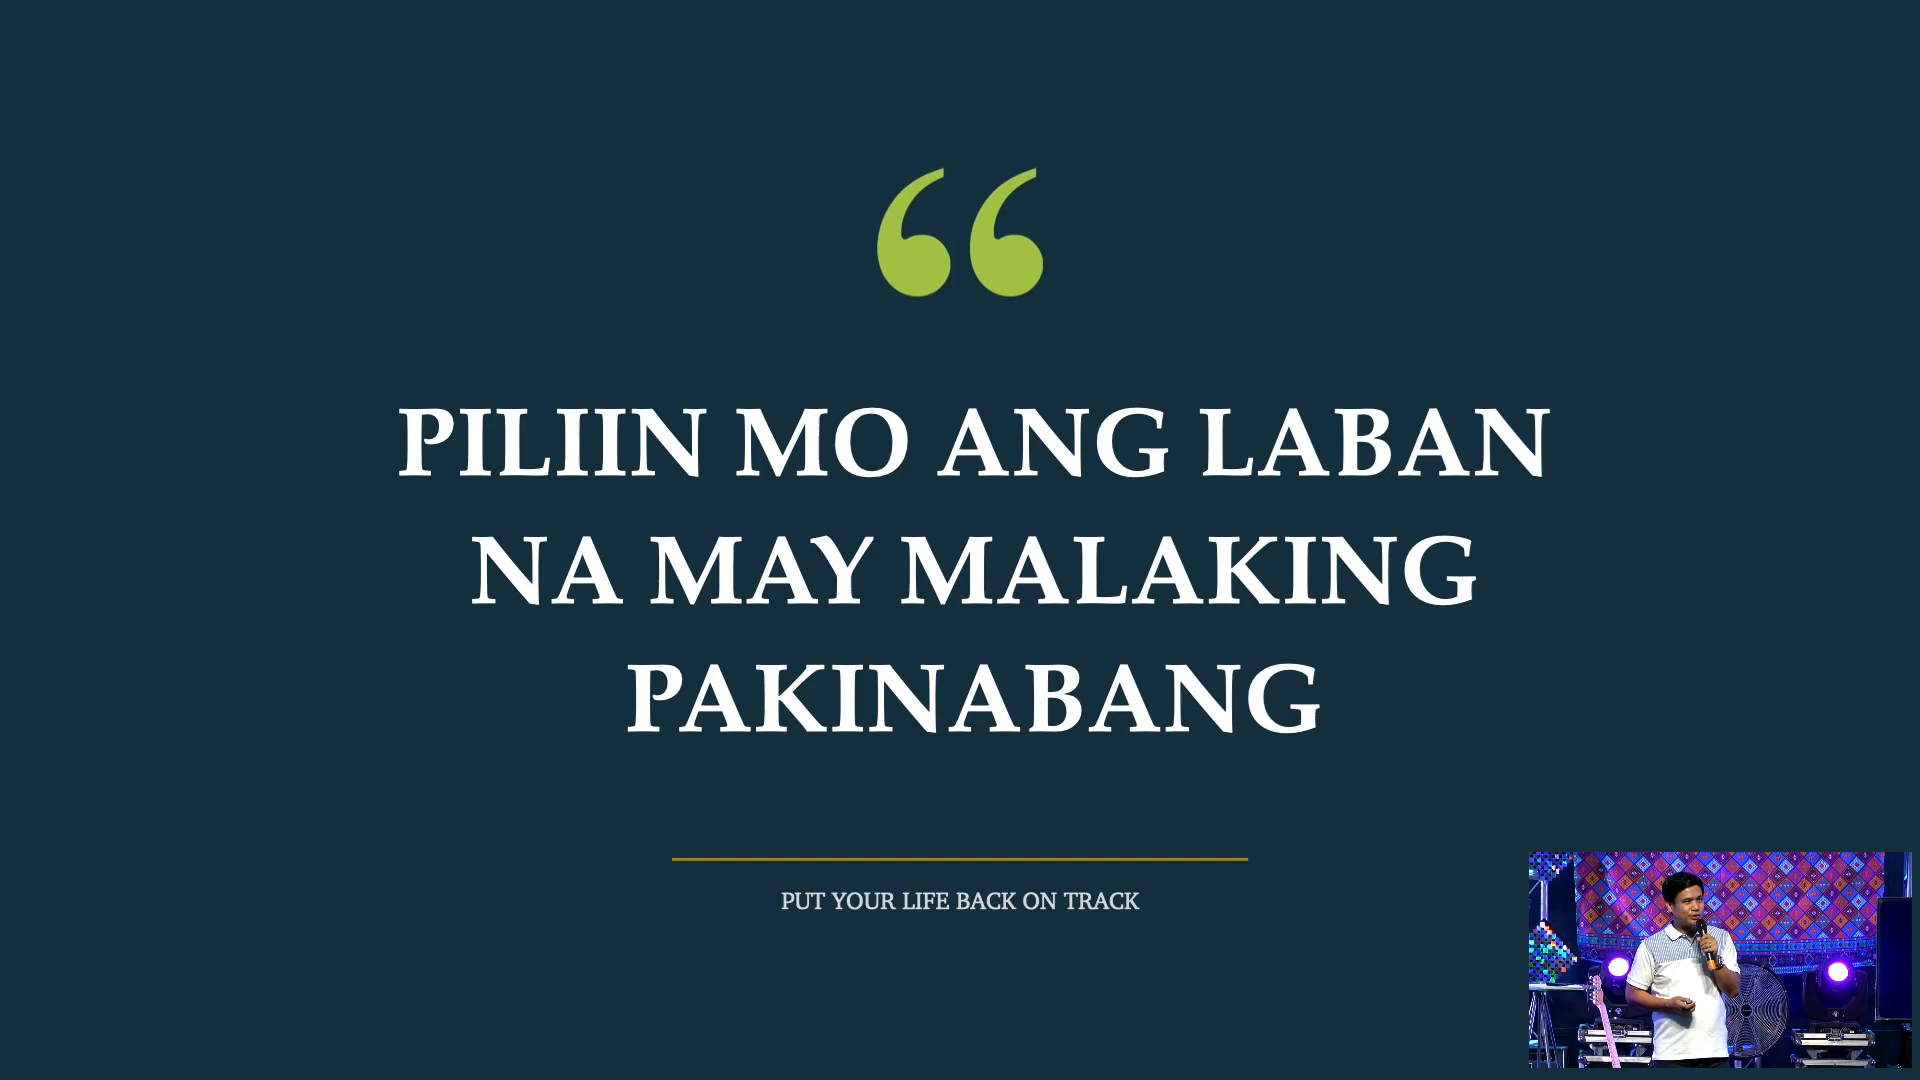 “
PILIIN MO ANG LABAN
NA MAY MALAKING
PAKINABANG
PUT YOUR LIFE BACK ON TRACK